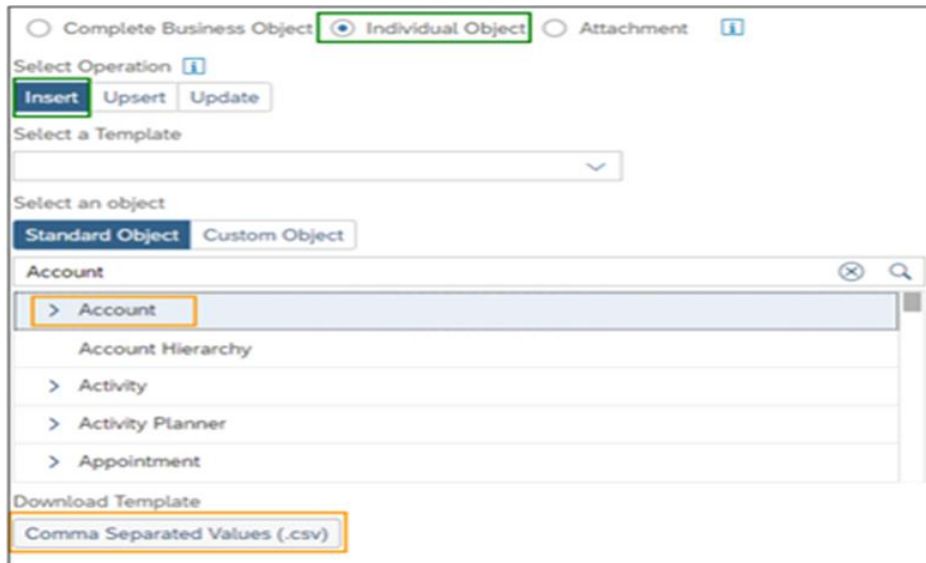 Complete Business Object Individual Object Attachment
Select Operation
Insert Upsert Update
Select a Template
Select an object
Standard Object Custom Object
Account
Account
Account Hierarchy
Activity
Activity Planner
Appointment
Download Template
Comma Separated Values (.csv)